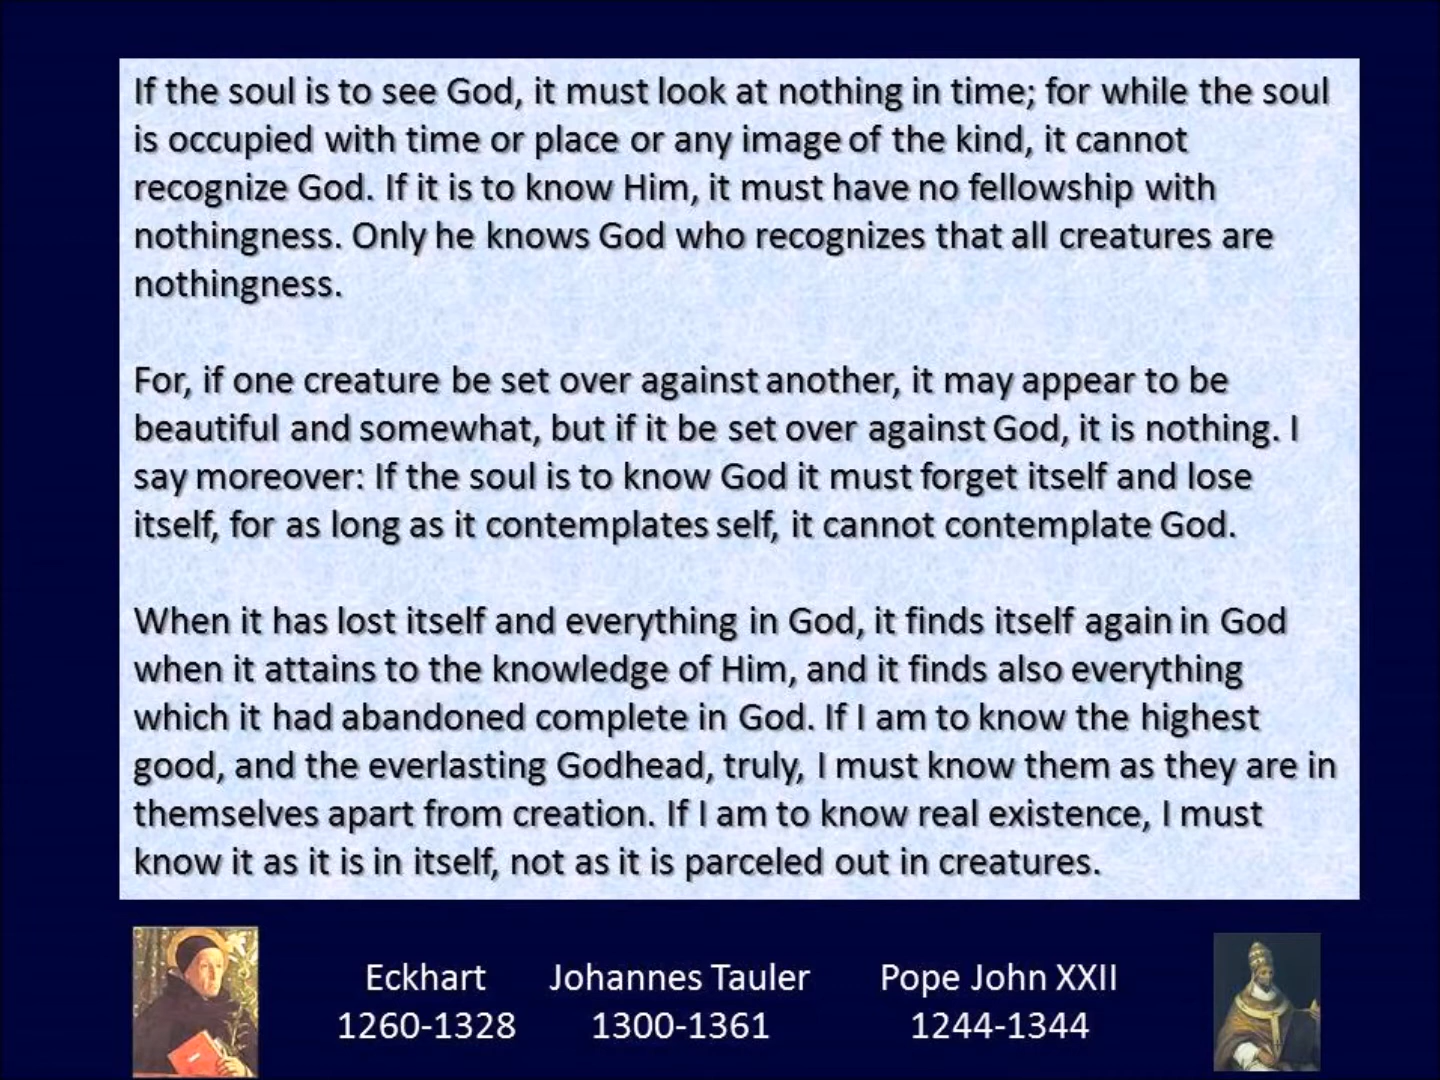 If the soul is to see God, it must look at nothing in time; for while the soul
is occupied with time or place or any image of the kind, it cannot
recognize God. If it is to know Him, it must have no fellowship with
nothingness. Only he knows God who recognizes that all creatures are
nothingness.
For, if one creature be set over against another, it may appear to be
beautiful and somewhat, but if it be set over against God, it is nothing. I
say moreover: If the soul is to know God it must forget itself and lose
itself, for as long as it contemplates self, it cannot contemplate God.
When it has lost itself and everything in God, it finds itself again in God
when it attains to the knowledge of Him, and it finds also everything
which it had abandoned complete in God. If I am to know the highest
good, and the everlasting Godhead, truly, I must know them as they are in
themselves apart from creation. If I am to know real existence, I must
know it as it is in itself, not as it is parceled out in creatures.
Eckhart Johannes Tauler Pope John XXII
1260-1328 1300-1361 1244-1344